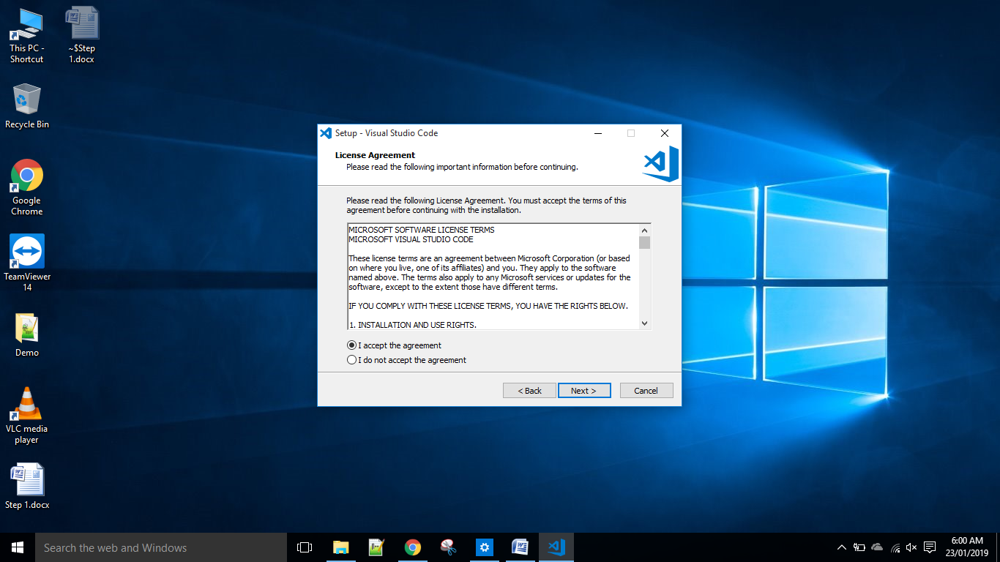 This PC -
Shortcut
~$Step
1.docx
Recycle Bin
Google
Chrome
TeamViewer
14
Demo
VLC media
player
Step 1.docx
Setup - Visual Studio Code
License Agreement
Please read the following important information before continuing.
Please read the following License Agreement. You must accept the terms of this
agreement before continuing with the installation.
MICROSOFT SOFTWARE LICENSE TERMS
MICROSOFT VISUAL STUDIO CODE
These license terms are an agreement between Microsoft Corporation (or based
on where you live, one of its affiliates) and you. They apply to the software
named above. The terms also apply to any Microsoft services or updates for the
software, except to the extent those have different terms.
IF YOU COMPLY WITH THESE LICENSE TERMS, YOU HAVE THE RIGHTS BELOW.
1. INSTALLATION AND USE RIGHTS.
I accept the agreement
I do not accept the agreement
< Back
Next >
Cancel
Search the web and Windows
6:00 AM
23/01/2019